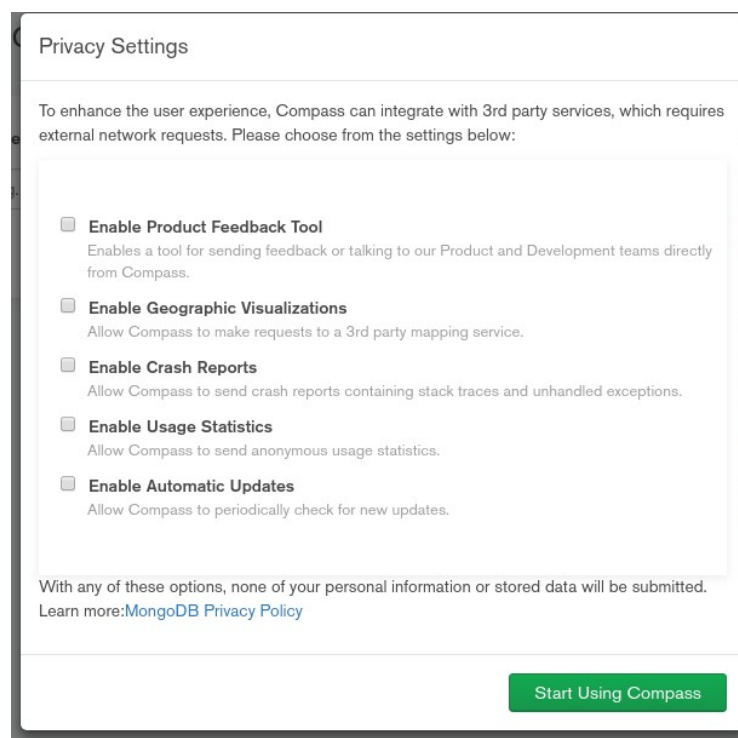 Privacy Settings
To enhance the user experience, Compass can integrate with 3rd party services, which requires
external network requests. Please choose from the settings below:
Enable Product Feedback Tool
Enables a tool for sending feedback or talking to our Product and Development teams directly
from Compass.
Enable Geographic Visualizations
Allow Compass to make requests to a 3rd party mapping service.
Enable Crash Reports
Allow Compass to send crash reports containing stack traces and unhandled exceptions.
Enable Usage Statistics
Allow Compass to send anonymous usage statistics.
Enable Automatic Updates
Allow Compass to periodically check for new updates.
With any of these options, none of your personal information or stored data will be submitted.
Learn more:MongoDB Privacy Policy
Start Using Compass